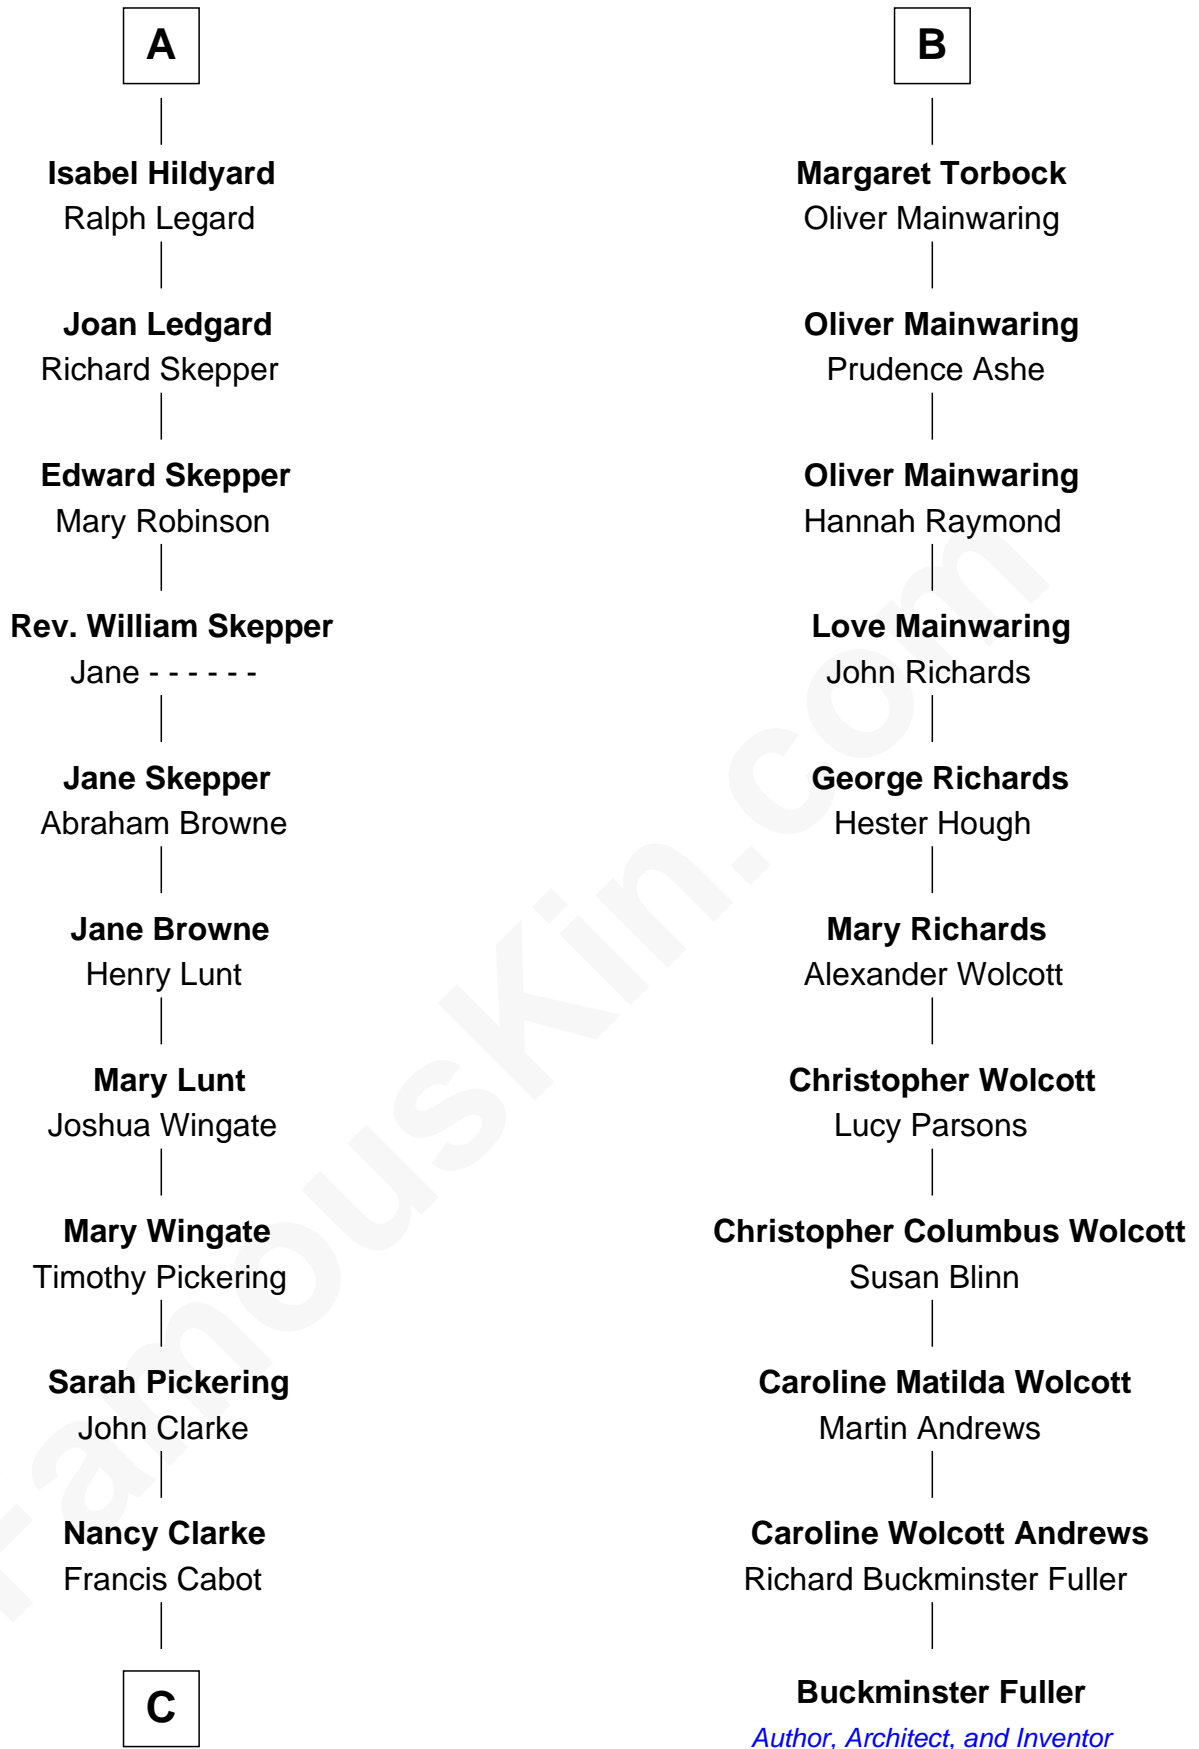 A
Isabel Hildyard
Ralph Legard
Joan Ledgard
Richard Skepper
Edward Skepper
Mary Robinson
Rev. William Skepper
Jane - - - - - -
Jane Skepper
Abraham Browne
Jane Browne
Henry Lunt
Mary Lunt
Joshua Wingate
Mary Wingate
Timothy Pickering
Sarah Pickering
John Clarke
Nancy Clarke
Francis Cabot
C
B
Margaret Torbock
Oliver Mainwaring
Oliver Mainwaring
Prudence Ashe
Oliver Mainwaring
Hannah Raymond
Love Mainwaring
John Richards
George Richards
Hester Hough
Mary Richards
Alexander Wolcott
Christopher Wolcott
Lucy Parsons
Christopher Columbus Wolcott
Susan Blinn
Caroline Matilda Wolcott
Martin Andrews
Caroline Wolcott Andrews
Richard Buckminster Fuller
Buckminster Fuller
Author, Architect, and Inventor
FamousKin.com